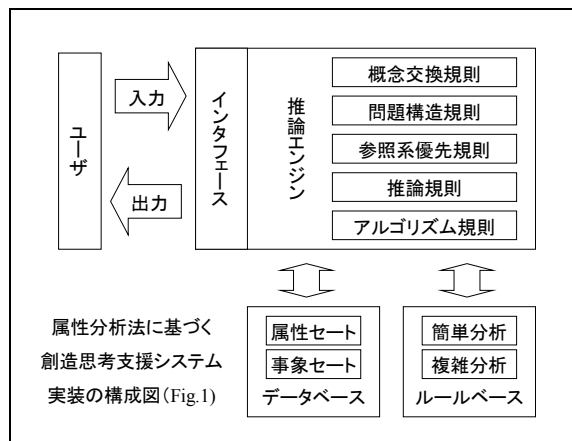 ユーザ
入力
出力
インタフェース
推論エンジン
概念交換規則
問題構造規則
参照系優先規則
推論規則
アルゴリズム規則
属性分析法に基づく
創造思考支援システム
実装の構成図(Fig.1)
属性セート
事象セート
データベース
簡単分析
複雑分析
ルールベース